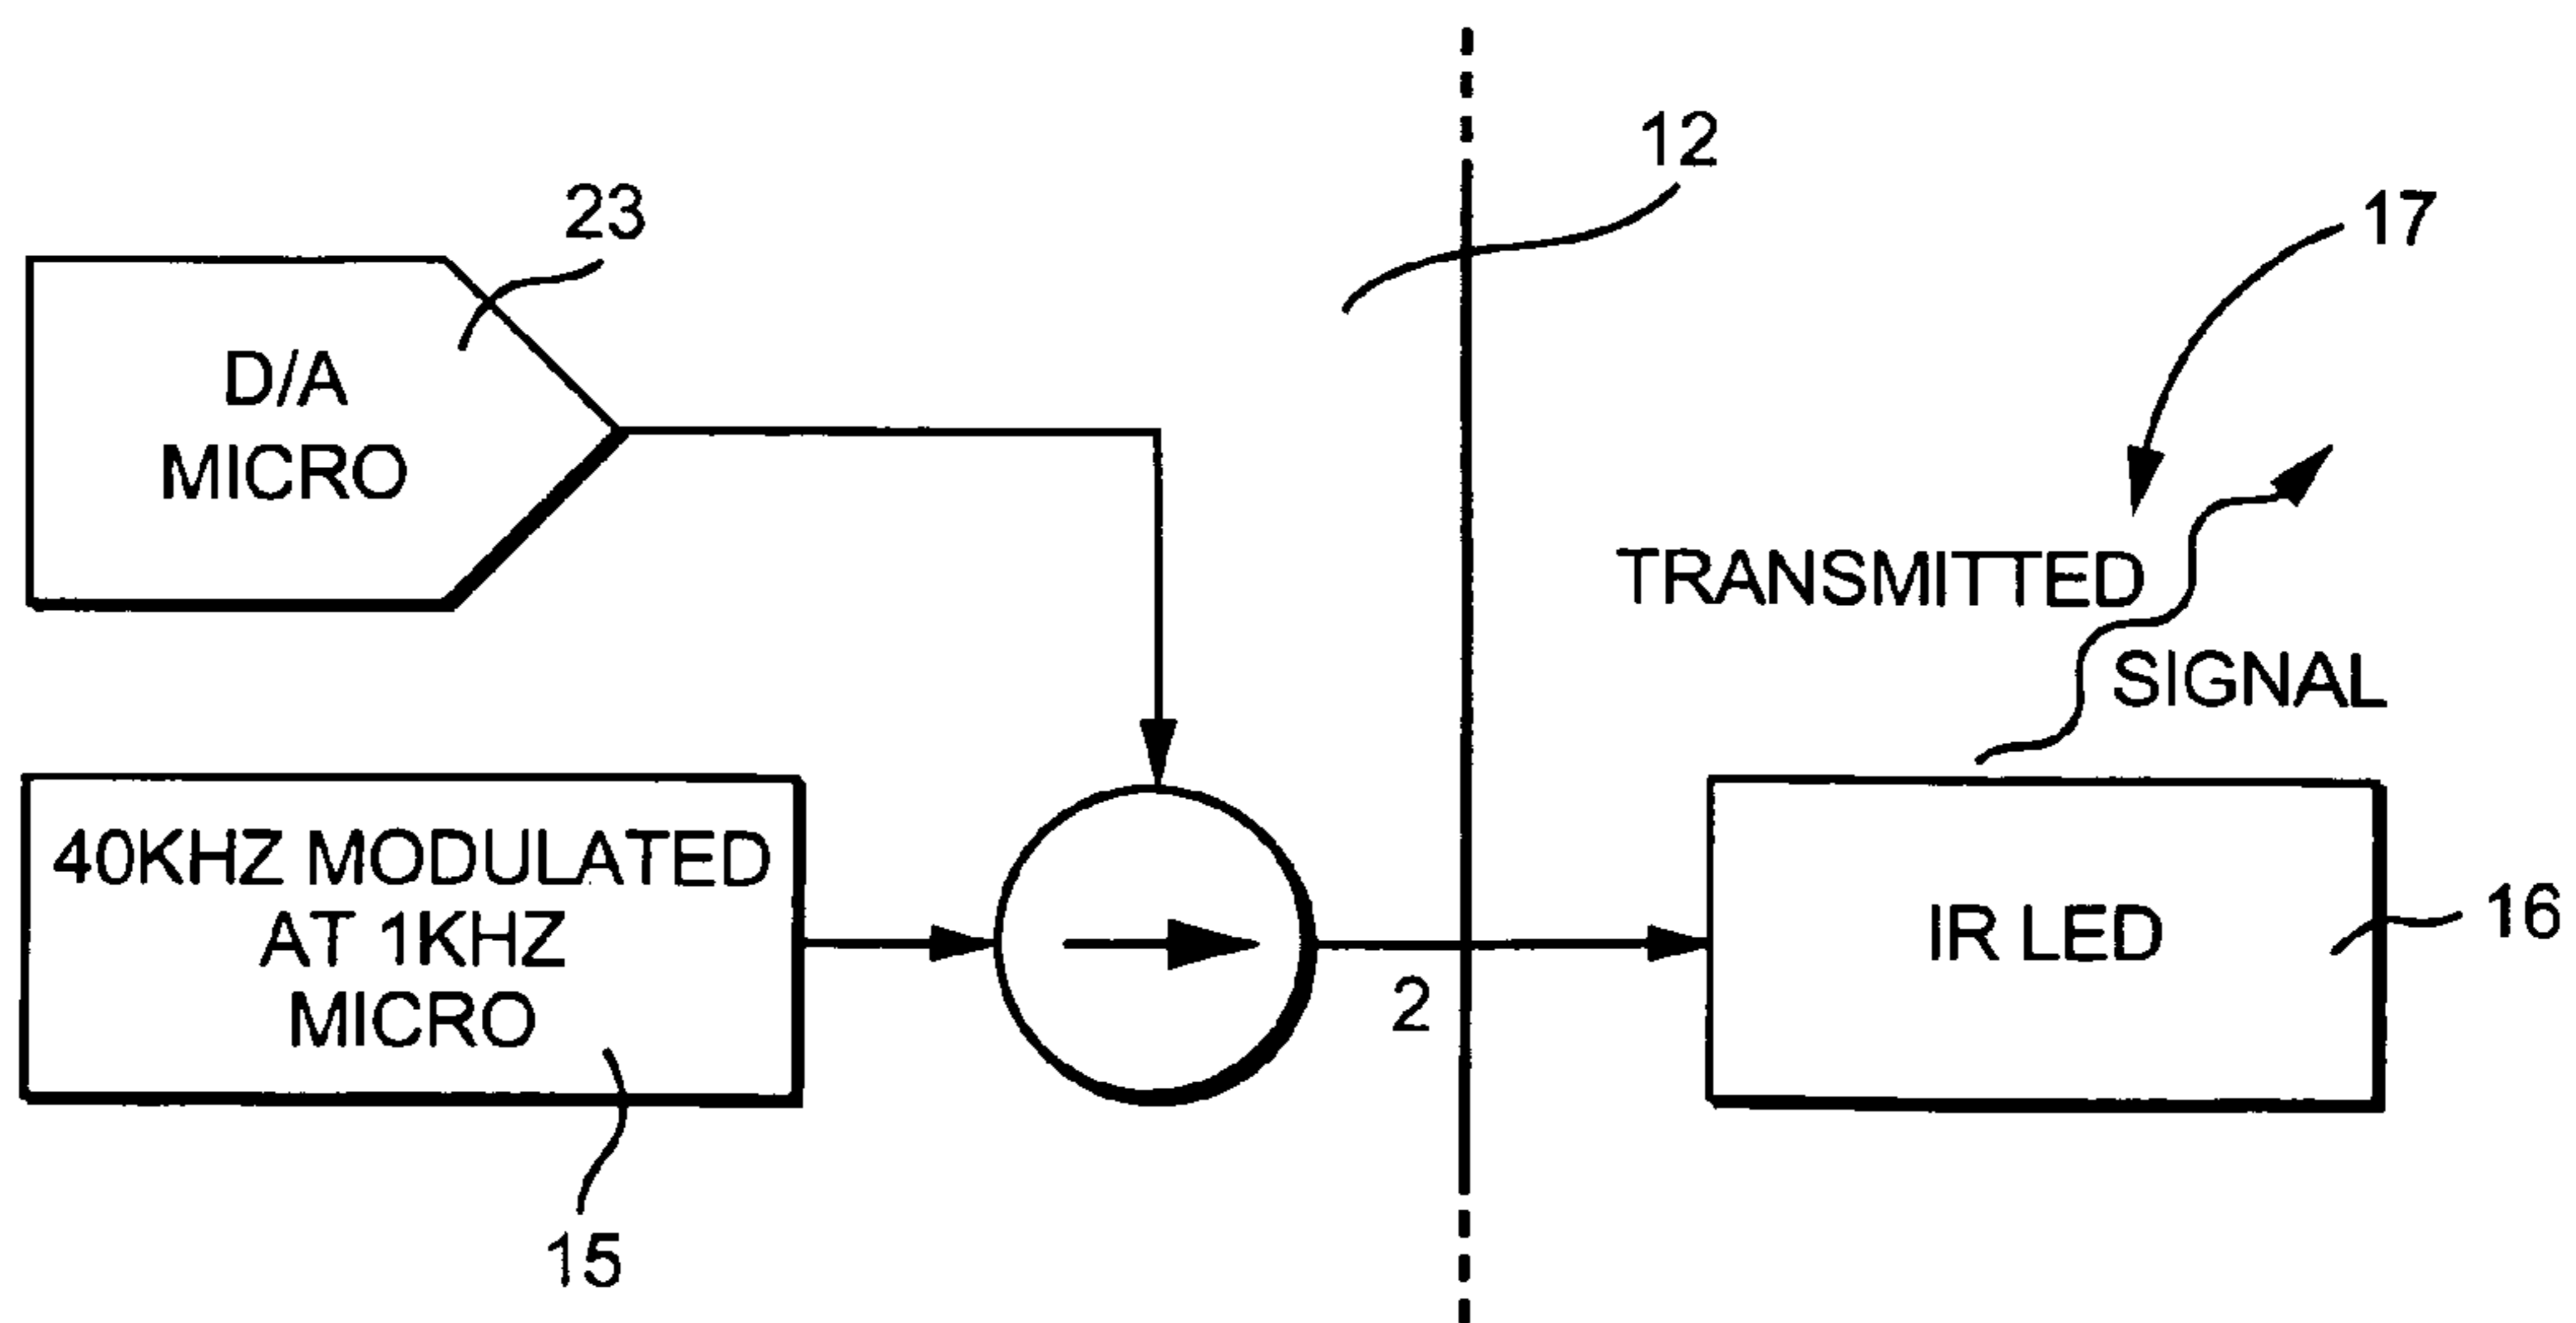 12
23
17
D/A
MICRO
TRANSMITTED
SIGNAL
40KHZ MODULATED
AT 1KHZ
MICRO
IR LED
16
2
15